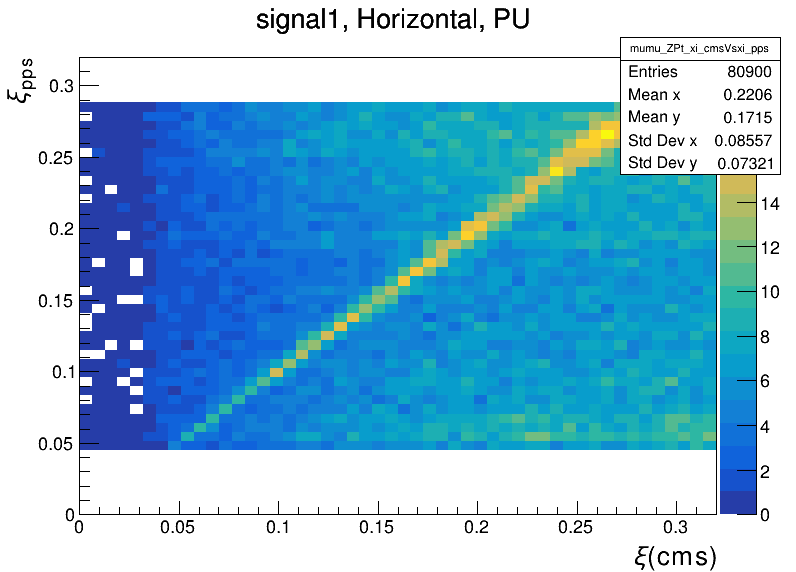 signal1, Horizontal, PU
mumu_ZPt_xi_cmsVsxi_pps
Entries 80900
Mean x 0.2206
Mean y 0.1715
Std Dev x 0.08557
Std Dev y 0.07321
ξpps
0.3
0.25
0.2
0.15
0.1
0.05
0
14
12
10
8
6
4
2
0
0 0.05 0.1 0.15 0.2 0.25 0.3
ξ(cms)